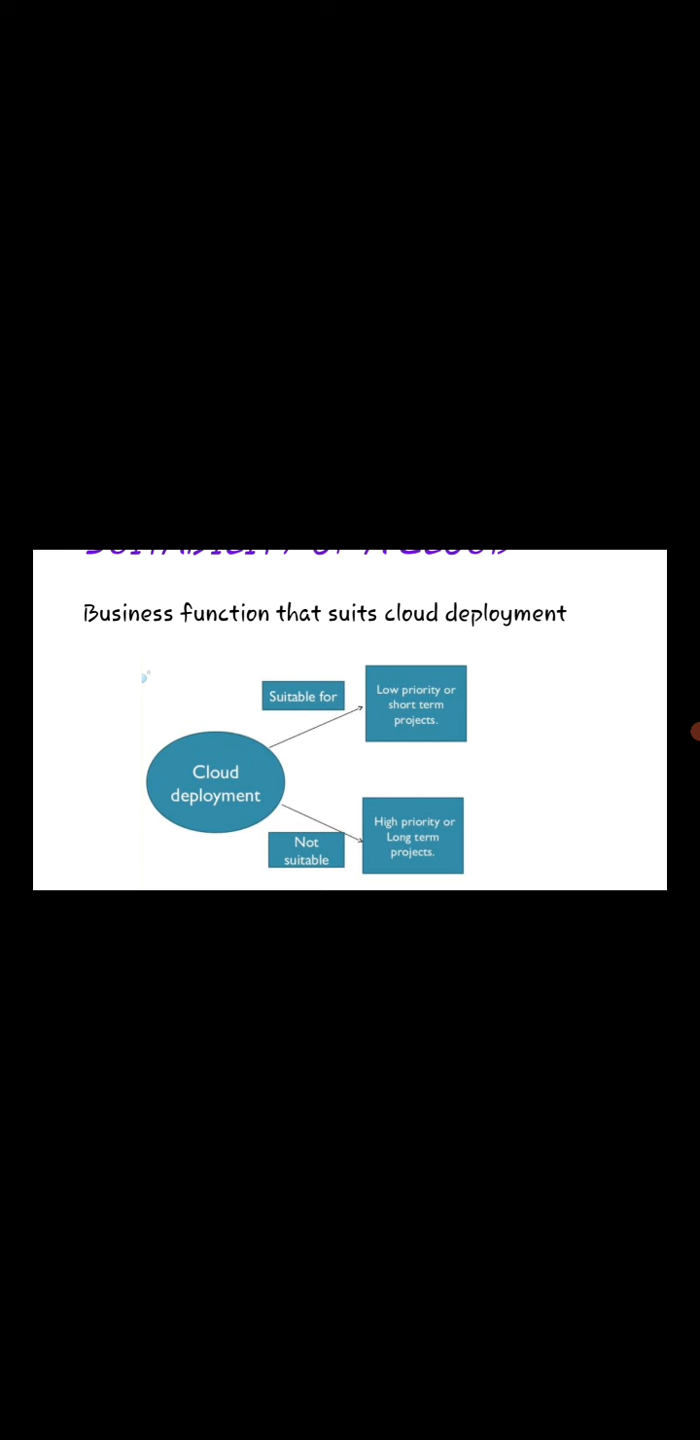 Business function that suits cloud deployment
Suitable for
Low priority or
short term
projects.
Cloud
deployment
High priority or
Long term
projects.
Not
suitable